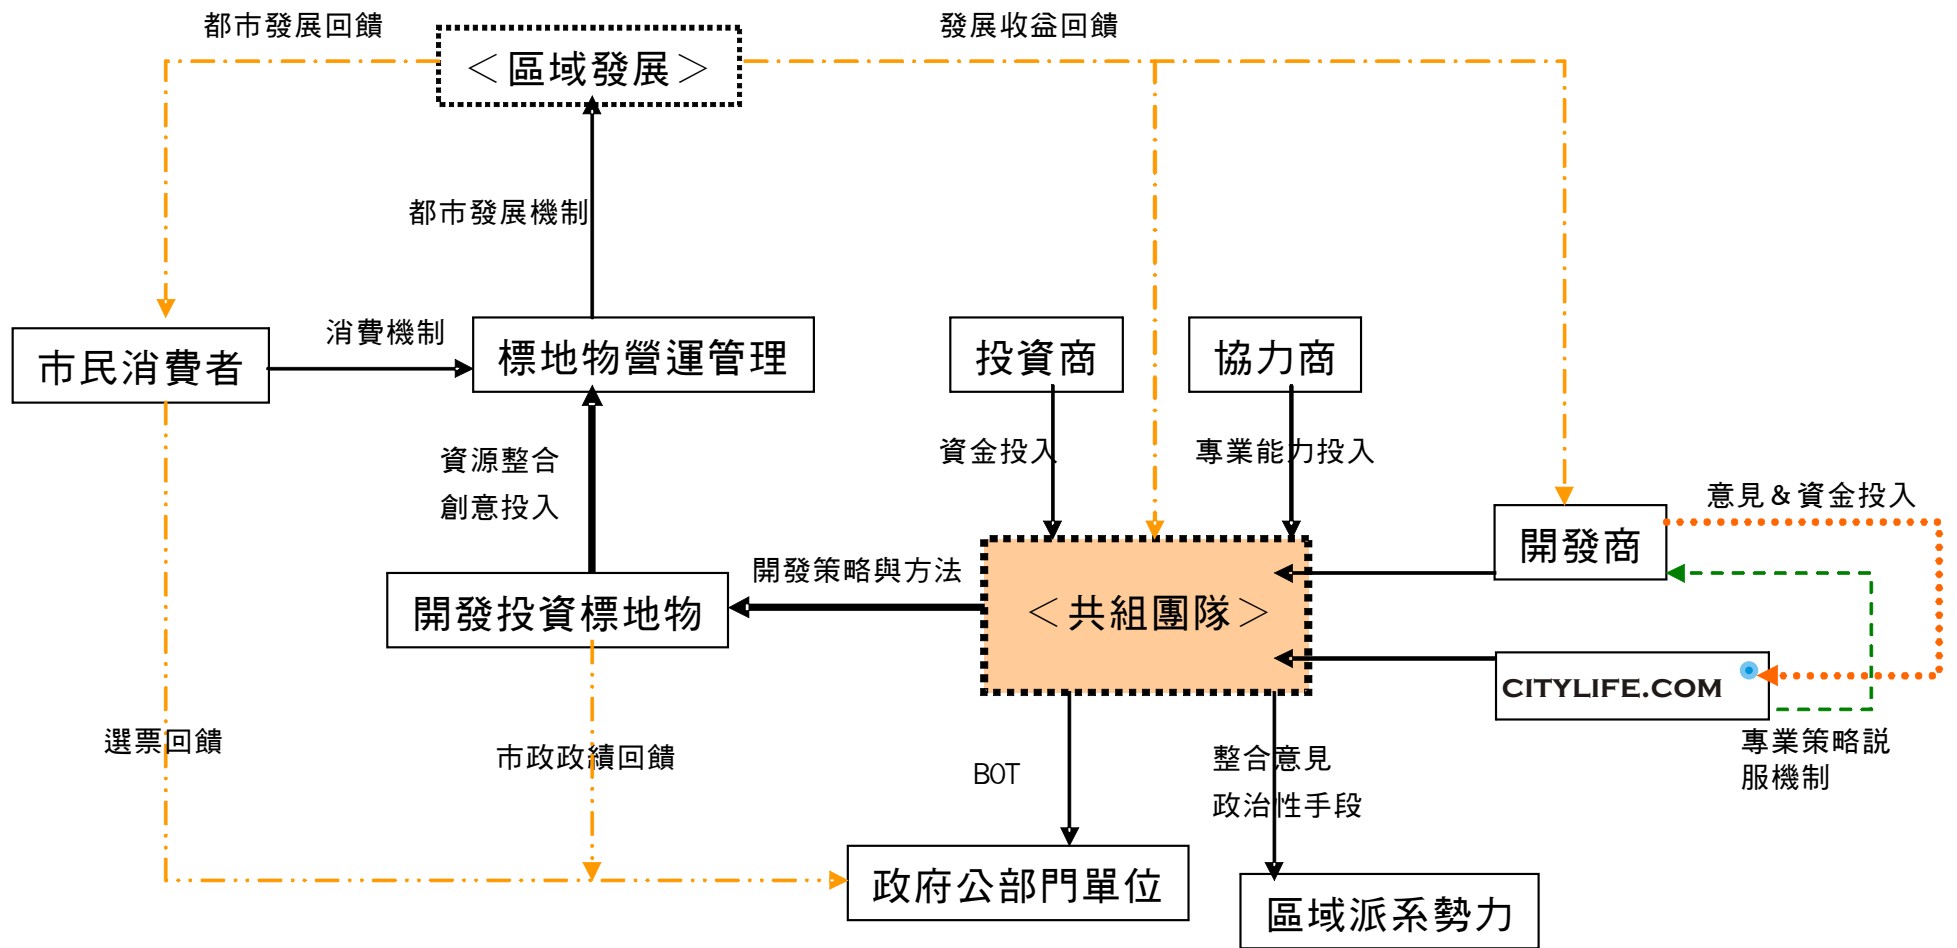 都市發展回饋
發展收益回饋
＜區域發展＞
都市發展機制
消費機制
市民消費者
標地物營運管理
投資商
協力商
資源整合
創意投入
資金投入
專業能力投入
意見&資金投入
開發商
開發策略與方法
開發投資標地物
＜共組團隊＞
CITYLIFE.COM
選票回饋
市政政績回饋
BOT
整合意見
政治性手段
專業策略説
服機制
政府公部門單位
區域派系勢力